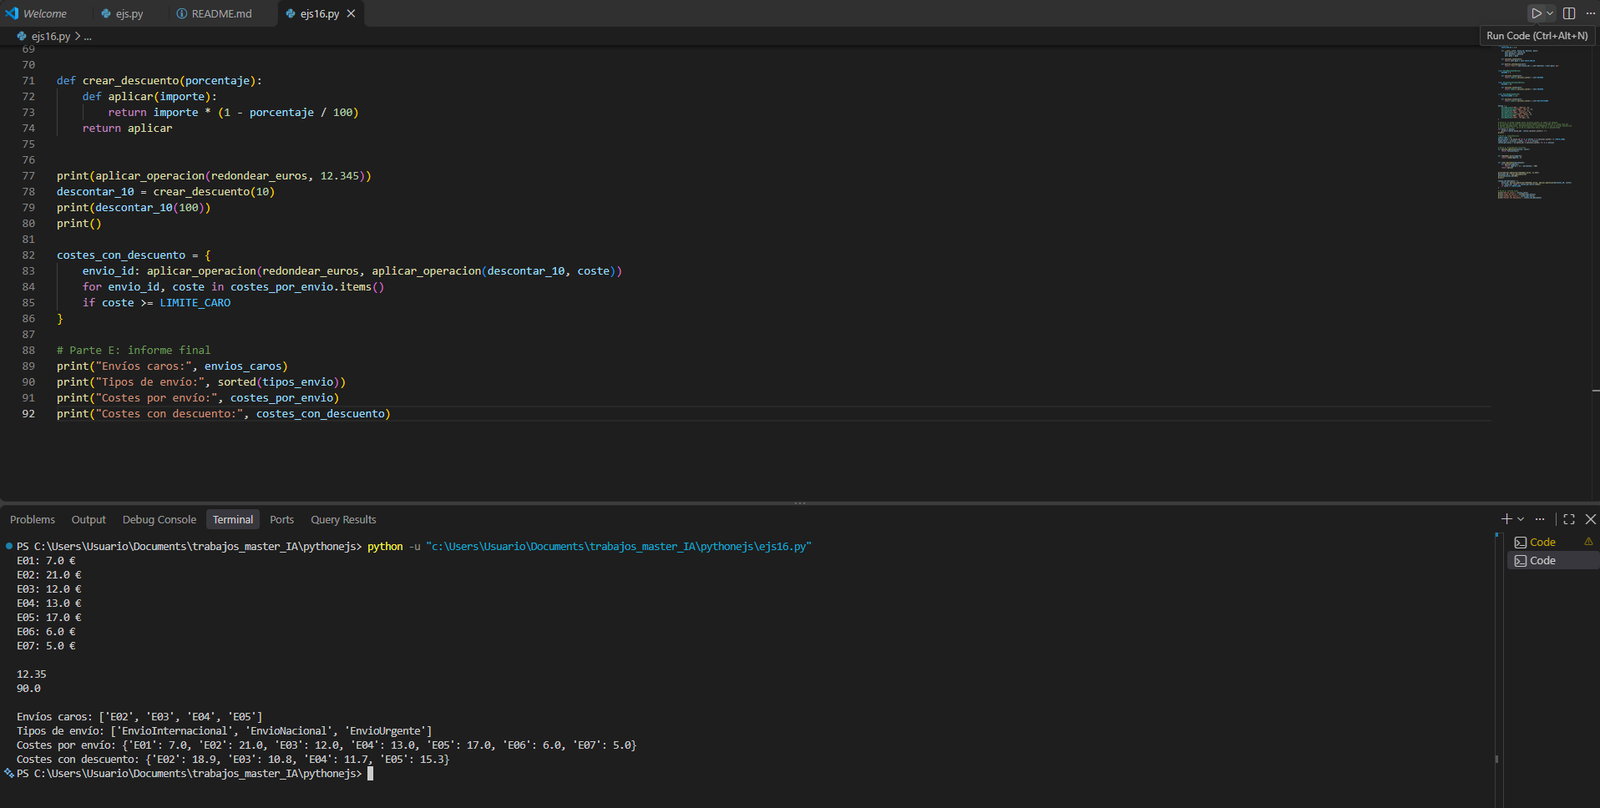 Welcome
ejs.py
README.md
ejs16.py
Run Code (Ctrl+Alt+N)
ejs16.py > ...
69
70
71 def crear_descuento(porcentaje):
72     def aplicar(importe):
73         return importe * (1 - porcentaje / 100)
74     return aplicar
75
76
77 print(aplicar_operacion(redondear_euros, 12.345))
78 descontar_10 = crear_descuento(10)
79 print(descontar_10(100))
80 print()
81
82 costes_con_descuento = {
83     envio_id: aplicar_operacion(redondear_euros, aplicar_operacion(descontar_10, coste))
84     for envio_id, coste in costes_por_envio.items()
85     if coste >= LIMITE_CARO
86 }
87
88 # Parte E: informe final
89 print("Envíos caros:", envios_caros)
90 print("Tipos de envío:", sorted(tipos_envio))
91 print("Costes por envío:", costes_por_envio)
92 print("Costes con descuento:", costes_con_descuento)
Problems Output Debug Console Terminal Ports Query Results
PS C:\Users\Usuario\Documents\trabajos_master_IA\pythonejs> python -u "c:\Users\Usuario\Documents\trabajos_master_IA\pythonejs\ejs16.py"
E01: 7.0 €
E02: 21.0 €
E03: 12.0 €
E04: 13.0 €
E05: 17.0 €
E06: 6.0 €
E07: 5.0 €
12.35
90.0
Envíos caros: ['E02', 'E03', 'E04', 'E05']
Tipos de envío: ['EnvioInternacional', 'EnvioNacional', 'EnvioUrgente']
Costes por envío: {'E01': 7.0, 'E02': 21.0, 'E03': 12.0, 'E04': 13.0, 'E05': 17.0, 'E06': 6.0, 'E07': 5.0}
Costes con descuento: {'E02': 18.9, 'E03': 10.8, 'E04': 11.7, 'E05': 15.3}
PS C:\Users\Usuario\Documents\trabajos_master_IA\pythonejs>
Code
Code